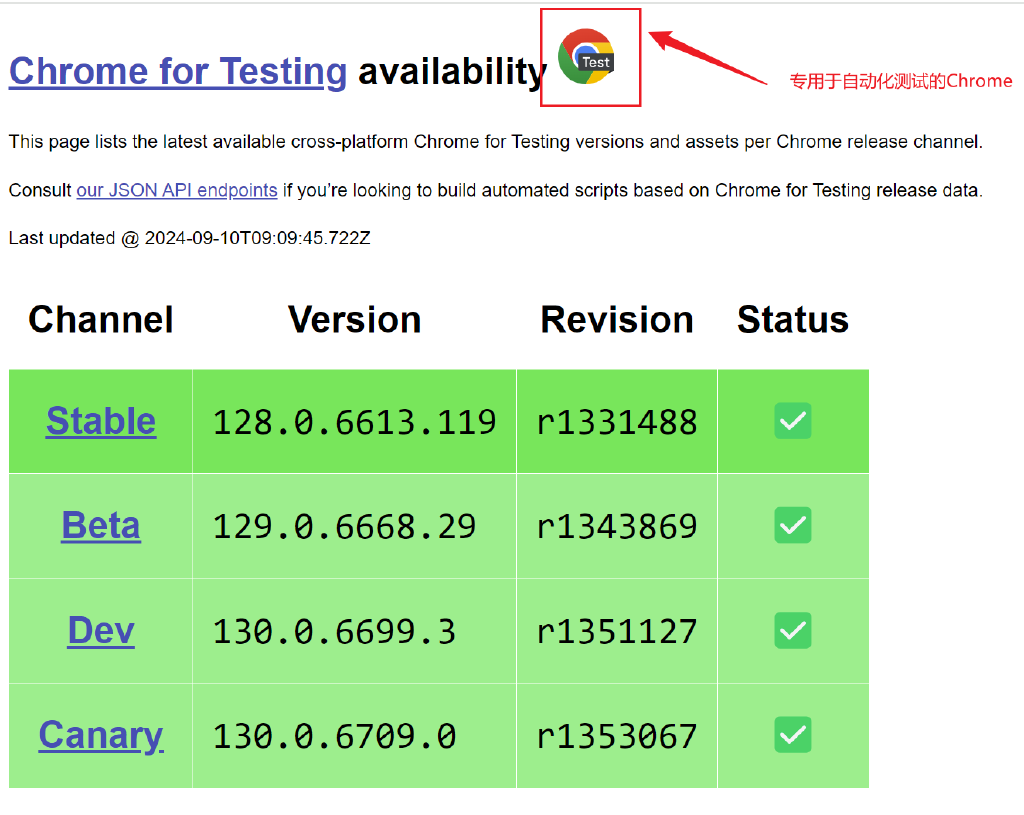 Chrome for Testing availability
Test
专用于自动化测试的Chrome
This page lists the latest available cross-platform Chrome for Testing versions and assets per Chrome release channel.
Consult our JSON API endpoints if you’re looking to build automated scripts based on Chrome for Testing release data.
Last updated @ 2024-09-10T09:09:45.722Z
Channel Version Revision Status
Stable 128.0.6613.119 r1331488 ✅
Beta 129.0.6668.29 r1343869 ✅
Dev 130.0.6699.3 r1351127 ✅
Canary 130.0.6709.0 r1353067 ✅